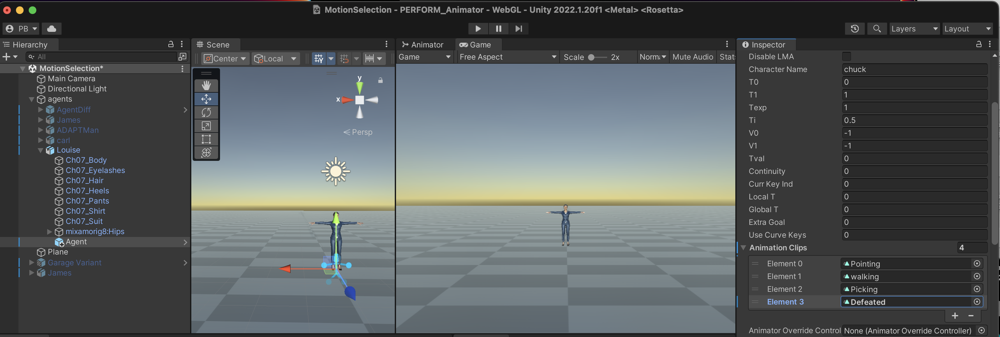 MotionSelection - PERFORM_Animator - WebGL - Unity 2022.1.20f1 <Metal> <Rosetta>
PB
Layers
Layout
Hierarchy
All
MotionSelection*
Main Camera
Directional Light
agents
AgentDiff
James
ADAPTMan
carl
Louise
Ch07_Body
Ch07_Eyelashes
Ch07_Hair
Ch07_Heels
Ch07_Pants
Ch07_Shirt
Ch07_Suit
mixamorig8:Hips
Agent
Plane
Garage Variant
James
Scene
Center
Local
y
x
Persp
Animator
Game
Game
Free Aspect
Scale
2x
Norm
Mute Audio
Stat
Inspector
Disable LMA
Character Name
chuck
T0
0
T1
1
Texp
1
Ti
0.5
V0
-1
V1
-1
Tval
0
Continuity
0
Curr Key Ind
0
Local T
0
Global T
0
Extra Goal
0
Use Curve Keys
0
Animation Clips
4
Element 0
Pointing
Element 1
walking
Element 2
Picking
Element 3
Defeated
Animator Override Control
None (Animator Override Controller)